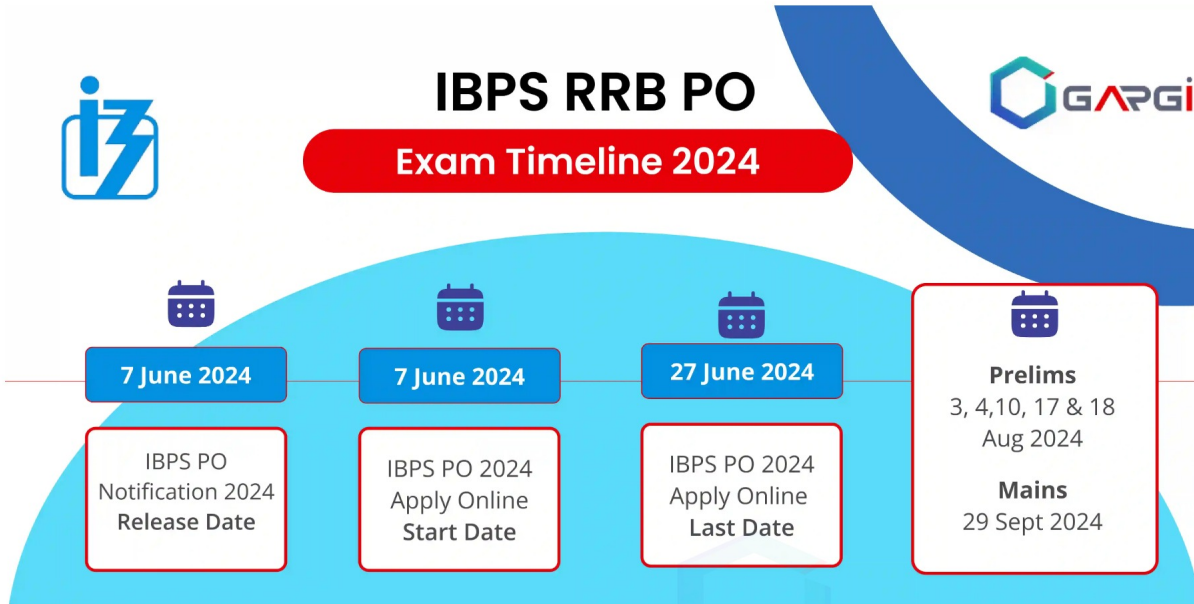 IBPS RRB PO
GARGI
Exam Timeline 2024
7 June 2024
IBPS PO
Notification 2024
Release Date
7 June 2024
IBPS PO 2024
Apply Online
Start Date
27 June 2024
IBPS PO 2024
Apply Online
Last Date
Prelims
3, 4,10, 17 & 18
Aug 2024
Mains
29 Sept 2024